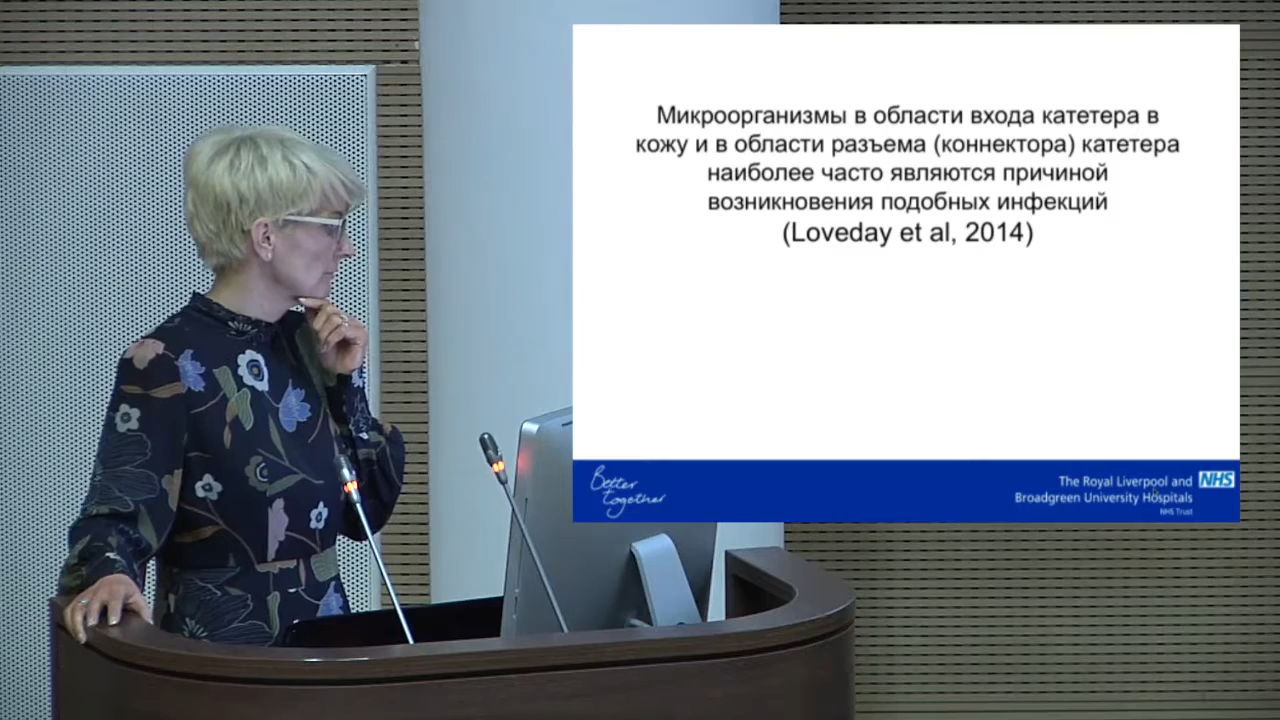 Микроорганизмы в области входа катетера в
кожу и в области разъема (коннектора) катетера
наиболее часто являются причиной
возникновения подобных инфекций
(Loveday et al, 2014)
Better
together
The Royal Liverpool and NHS
Broadgreen University Hospitals
NHS Trust